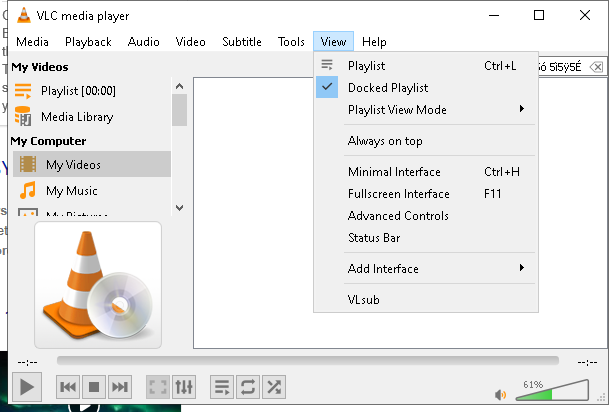 VLC media player
Media Playback Audio Video Subtitle Tools View Help
My Videos
Playlist [00:00]
Media Library
My Computer
My Videos
My Music
My Pictures
Playlist Ctrl+L
Docked Playlist
Playlist View Mode
Always on top
Minimal Interface Ctrl+H
Fullscreen Interface F11
Advanced Controls
Status Bar
Add Interface
VLsub
--:--
--:--
61%